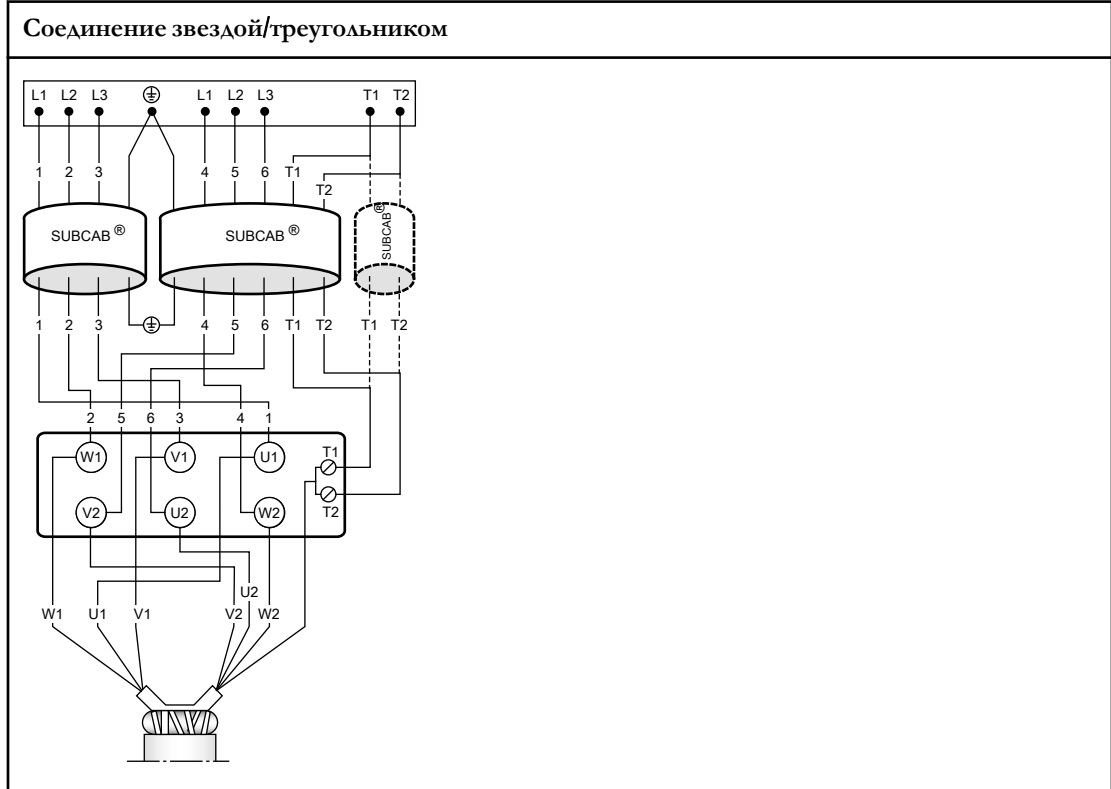 Соединение звездой/треугольником
L1 L2 L3 L1 L2 L3 T1 T2
1 2 3 4 5 6 T1
T2
SUBCAB ® SUBCAB ® SUBCAB ®
1 2 3 4 5 6 T1 T2 T1 T2
2 5 6 3 4 1
W1 V1 U1 T1
V2 U2 W2 T2
U2
W1 U1 V1 V2 W2